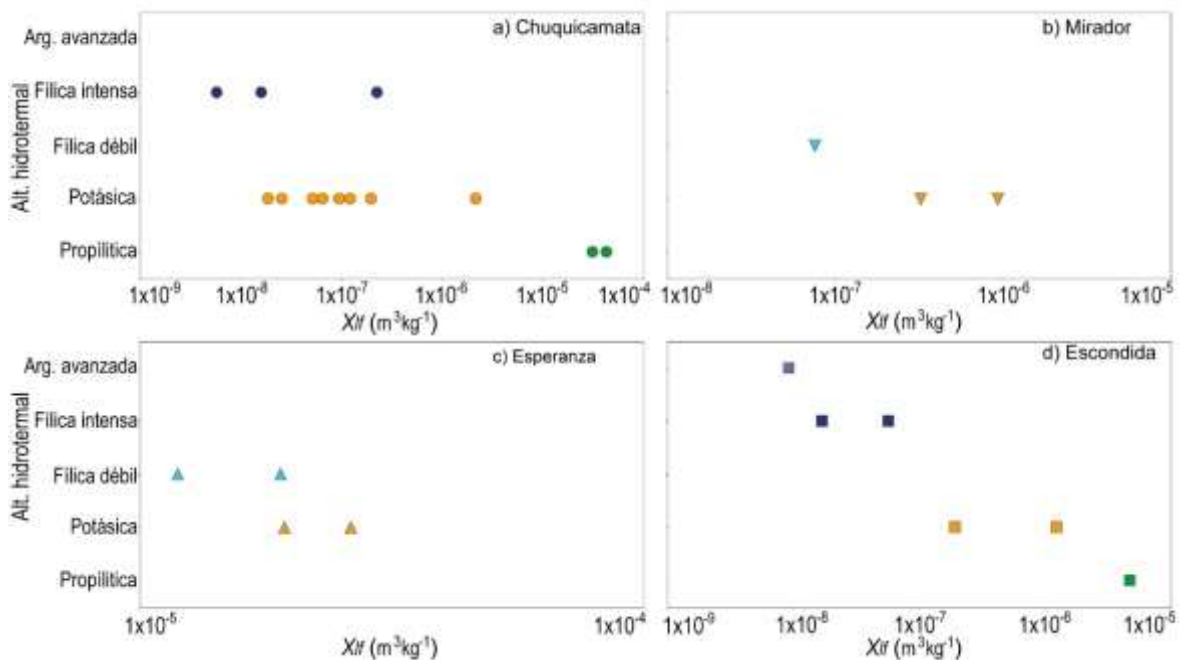 a) Chuquicamata
b) Mirador
Alt. hidrotermal
Arg. avanzada
Fílica intensa
Fílica débil
Potásica
Propilitica
1x10⁻⁹ 1x10⁻⁸ 1x10⁻⁷ 1x10⁻⁶ 1x10⁻⁵ 1x10⁻⁴
Xlf (m³kg⁻¹)
1x10⁻⁸ 1x10⁻⁷ 1x10⁻⁶ 1x10⁻⁵
Xlf (m³kg⁻¹)
c) Esperanza
d) Escondida
Alt. hidrotermal
Arg. avanzada
Fílica intensa
Fílica débil
Potásica
Propilitica
1x10⁻⁵ 1x10⁻⁴
Xlf (m³kg⁻¹)
1x10⁻⁹ 1x10⁻⁸ 1x10⁻⁷ 1x10⁻⁶ 1x10⁻⁵
Xlf (m³kg⁻¹)